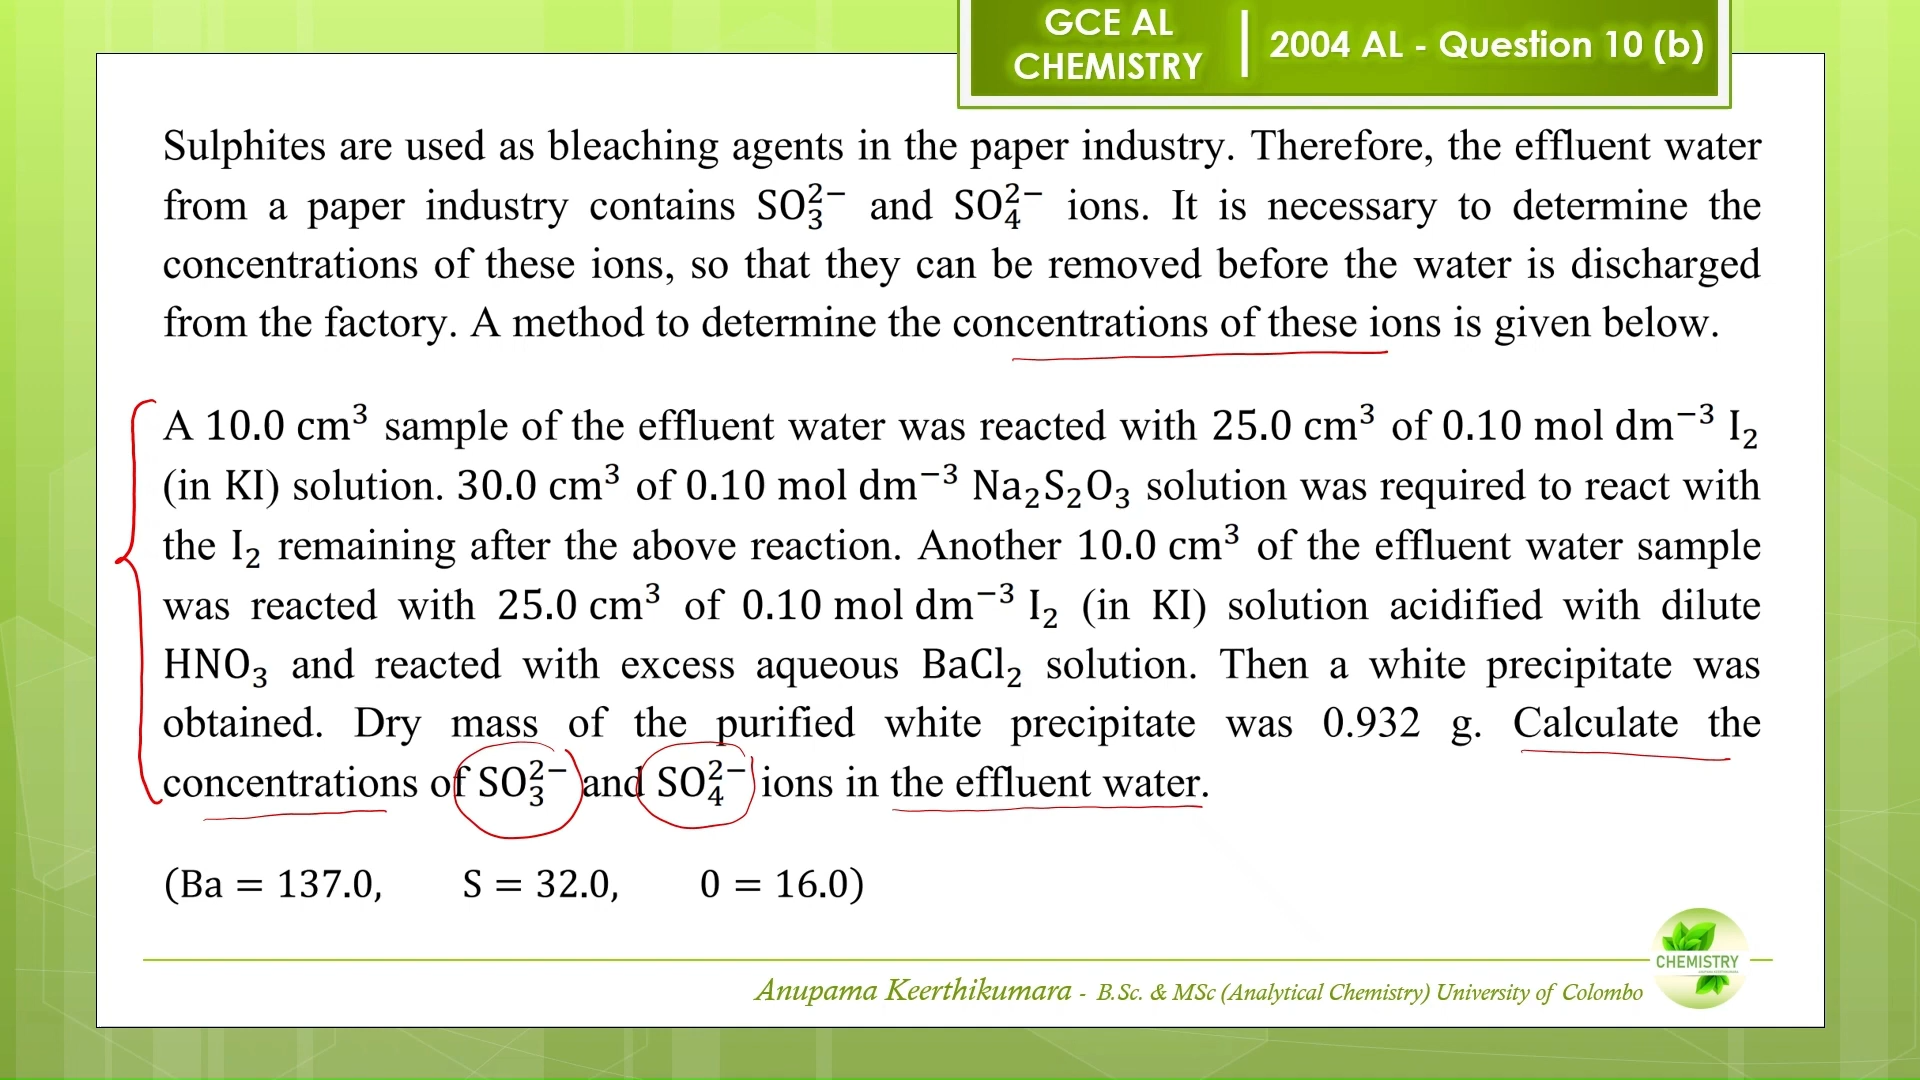 GCE AL
CHEMISTRY
2004 AL - Question 10 (b)
Sulphites are used as bleaching agents in the paper industry. Therefore, the effluent water
from a paper industry contains SO₃²⁻ and SO₄²⁻ ions. It is necessary to determine the
concentrations of these ions, so that they can be removed before the water is discharged
from the factory. A method to determine the concentrations of these ions is given below.
A 10.0 cm³ sample of the effluent water was reacted with 25.0 cm³ of 0.10 mol dm⁻³ I₂
(in KI) solution. 30.0 cm³ of 0.10 mol dm⁻³ Na₂S₂O₃ solution was required to react with
the I₂ remaining after the above reaction. Another 10.0 cm³ of the effluent water sample
was reacted with 25.0 cm³ of 0.10 mol dm⁻³ I₂ (in KI) solution acidified with dilute
HNO₃ and reacted with excess aqueous BaCl₂ solution. Then a white precipitate was
obtained. Dry mass of the purified white precipitate was 0.932 g. Calculate the
concentrations of SO₃²⁻ and SO₄²⁻ ions in the effluent water.
(Ba = 137.0, S = 32.0, 0 = 16.0)
CHEMISTRY
Anupama Keerthikumara - B.Sc. & MSc (Analytical Chemistry) University of Colombo